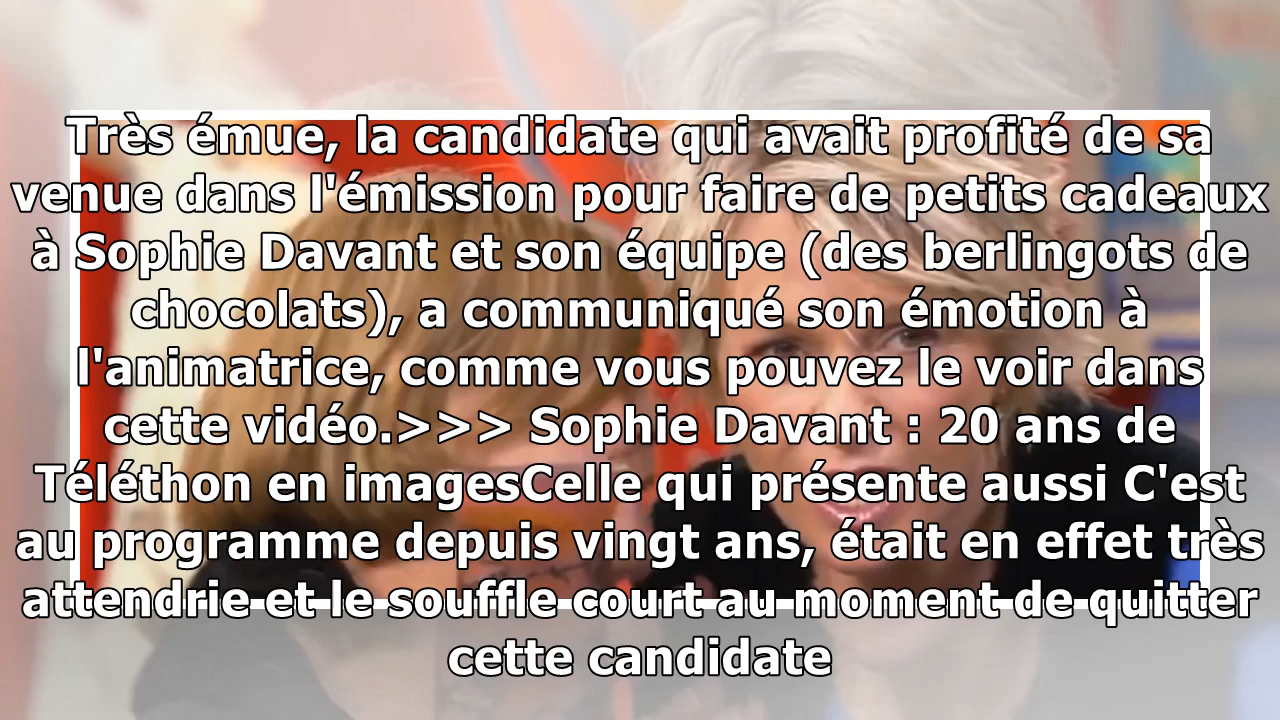 Très émue, la candidate qui avait profité de sa
venue dans l'émission pour faire de petits cadeaux
à Sophie Davant et son équipe (des berlingots de
chocolats), a communiqué son émotion à
l'animatrice, comme vous pouvez le voir dans
cette vidéo.>>> Sophie Davant : 20 ans de
Téléthon en imagesCelle qui présente aussi C'est
au programme depuis vingt ans, était en effet très
attendrie et le souffle court au moment de quitter
cette candidate